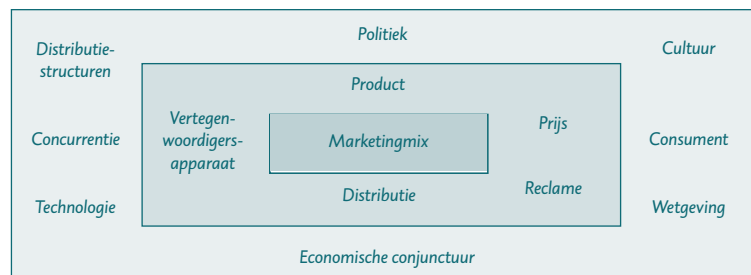 Politiek
Distributie-
structuren
Cultuur
Product
Vertegen-
woordigers-
apparaat
Prijs
Concurrentie
Marketingmix
Consument
Distributie
Reclame
Technologie
Wetgeving
Economische conjunctuur